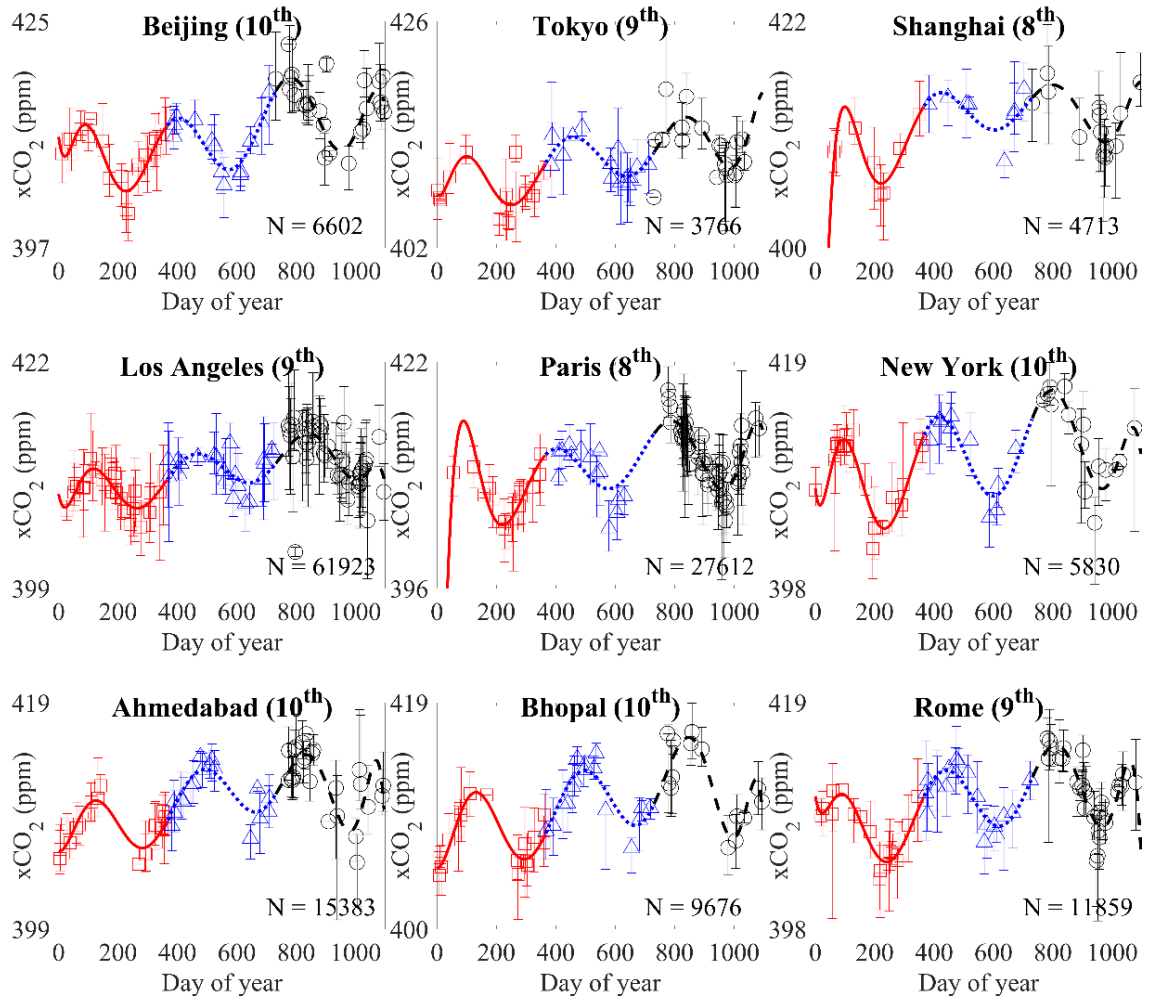 Beijing (10th)
425
xCO2 (ppm)
397
N = 6602
0 200 400 600 800 1000
Day of year
Tokyo (9th)
426
xCO2 (ppm)
402
N = 3766
0 200 400 600 800 1000
Day of year
Shanghai (8th)
422
xCO2 (ppm)
400
N = 4713
0 200 400 600 800 1000
Day of year
Los Angeles (9th)
422
xCO2 (ppm)
399
N = 61923
0 200 400 600 800 1000
Day of year
Paris (8th)
422
xCO2 (ppm)
396
N = 27612
0 200 400 600 800 1000
Day of year
New York (10th)
419
xCO2 (ppm)
398
N = 5830
0 200 400 600 800 1000
Day of year
Ahmedabad (10th)
419
xCO2 (ppm)
399
N = 15383
0 200 400 600 800 1000
Day of year
Bhopal (10th)
419
xCO2 (ppm)
400
N = 9676
0 200 400 600 800 1000
Day of year
Rome (9th)
419
xCO2 (ppm)
398
N = 11859
0 200 400 600 800 1000
Day of year